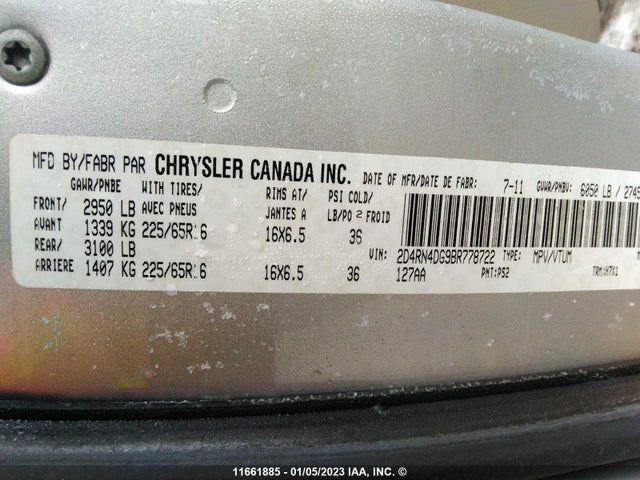 MFD BY/FABR PAR CHRYSLER CANADA INC. DATE OF MFR/DATE DE FABR: 7-11 GVWR/PNBV: 6050 LB / 2745
GAWR/PNBE WITH TIRES/ RIMS AT/ PSI COLD/
FRONT/ 2950 LB AVEC PNEUS JANTES A LB/PO2 FROID
AVANT 1339 KG 225/65R16 16X6.5 36
REAR/ 3100 LB VIN: 2D4RN4DG9BR778722 TYPE: MPV/VTUM
ARRIERE 1407 KG 225/65R16 16X6.5 36 127AA PNT:PS2 TRM:H7X1
11661885 - 01/05/2023 IAA, INC. ©